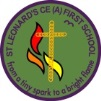 ST LEONARD'S CE (A) FIRST SCHOOL
from a tiny spark to a bright flame